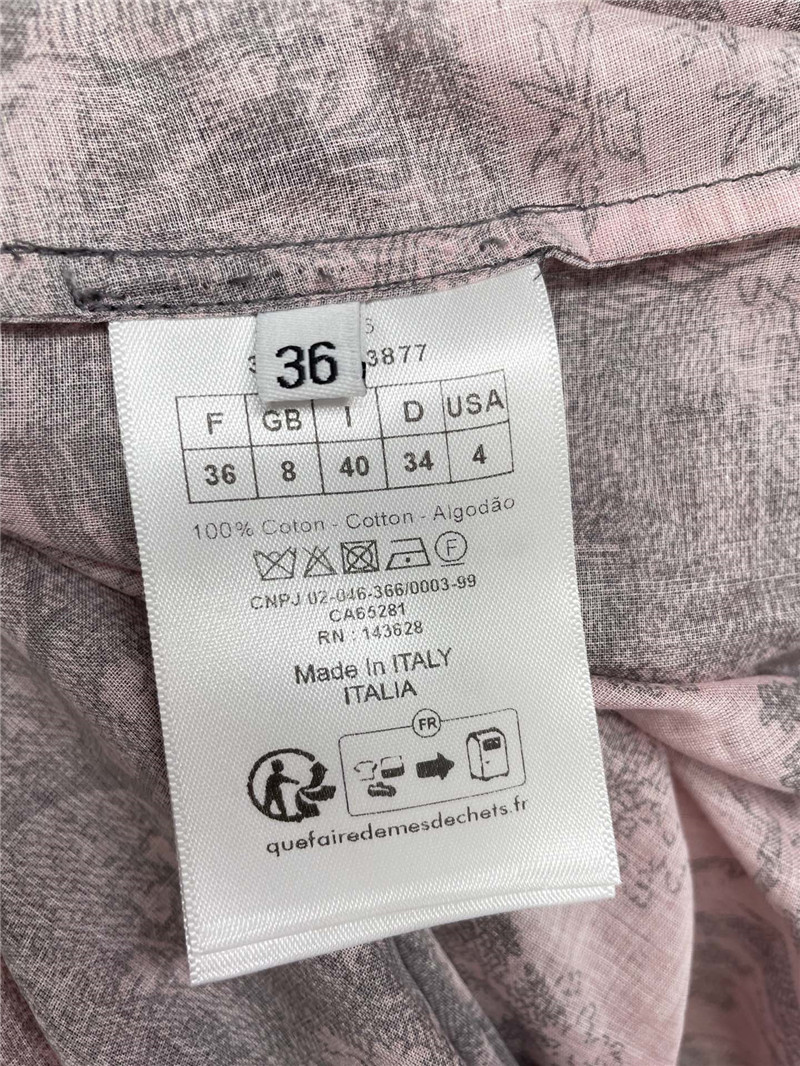 36
3877
F GB I D USA
36 8 40 34 4
100% Coton - Cotton - Algodão
F
CNPJ 02-046-366/0003-99
CA65281
RN : 143628
Made In ITALY
ITALIA
FR
quefairedemesdechets.fr